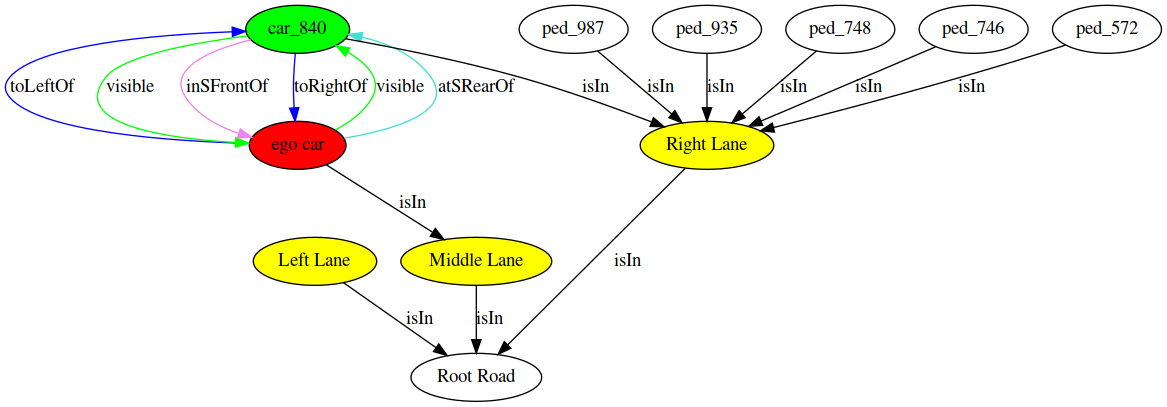 car_840
ped_987
ped_935
ped_748
ped_746
ped_572
toLeftOf
visible
inSFrontOf
toRightOf
visible
atSRearOf
isIn
isIn
isIn
isIn
isIn
isIn
ego car
Right Lane
isIn
Left Lane
Middle Lane
isIn
isIn
isIn
Root Road